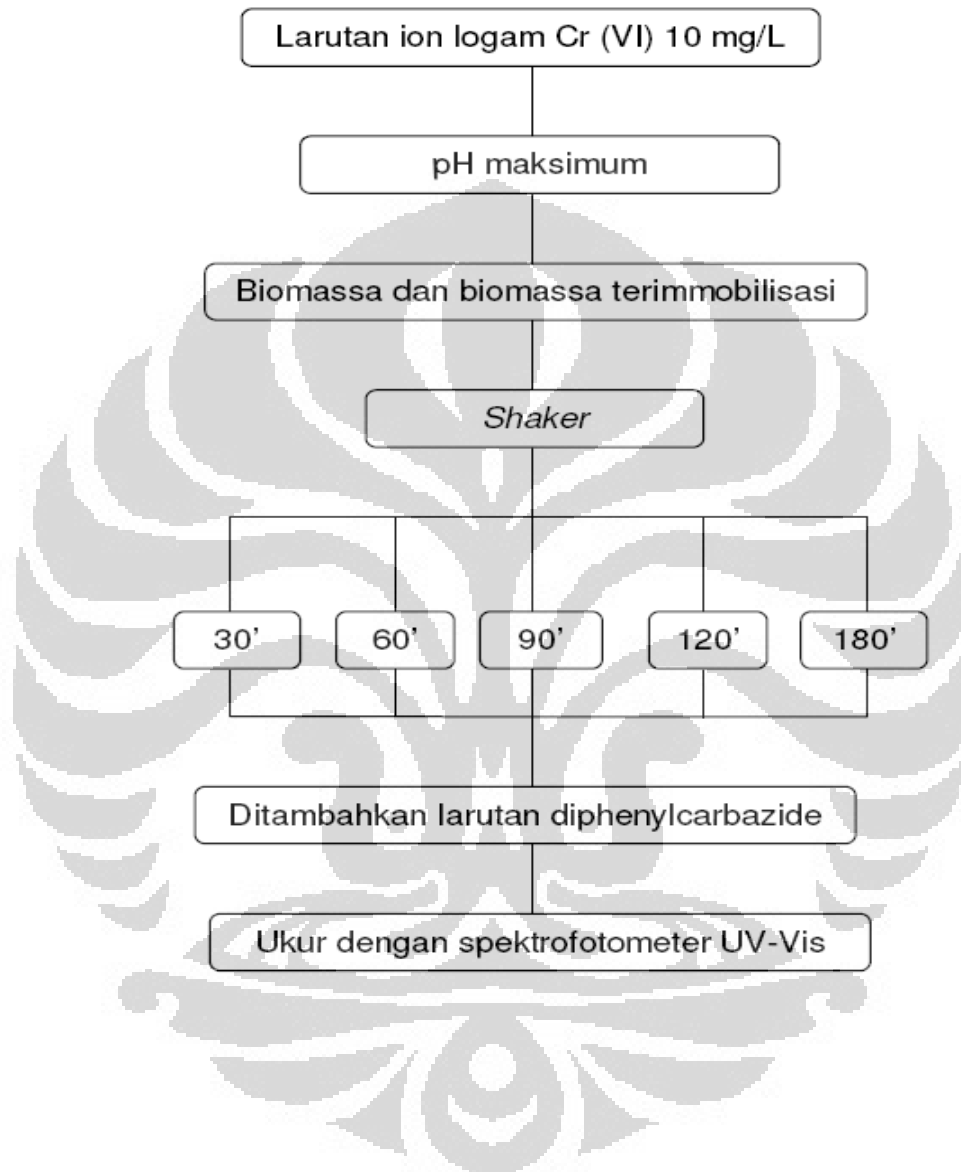 Larutan ion logam Cr (VI) 10 mg/L
pH maksimum
Biomassa dan biomassa terimmobilisasi
Shaker
30’ 60’ 90’ 120’ 180’
Ditambahkan larutan diphenylcarbazide
Ukur dengan spektrofotometer UV-Vis